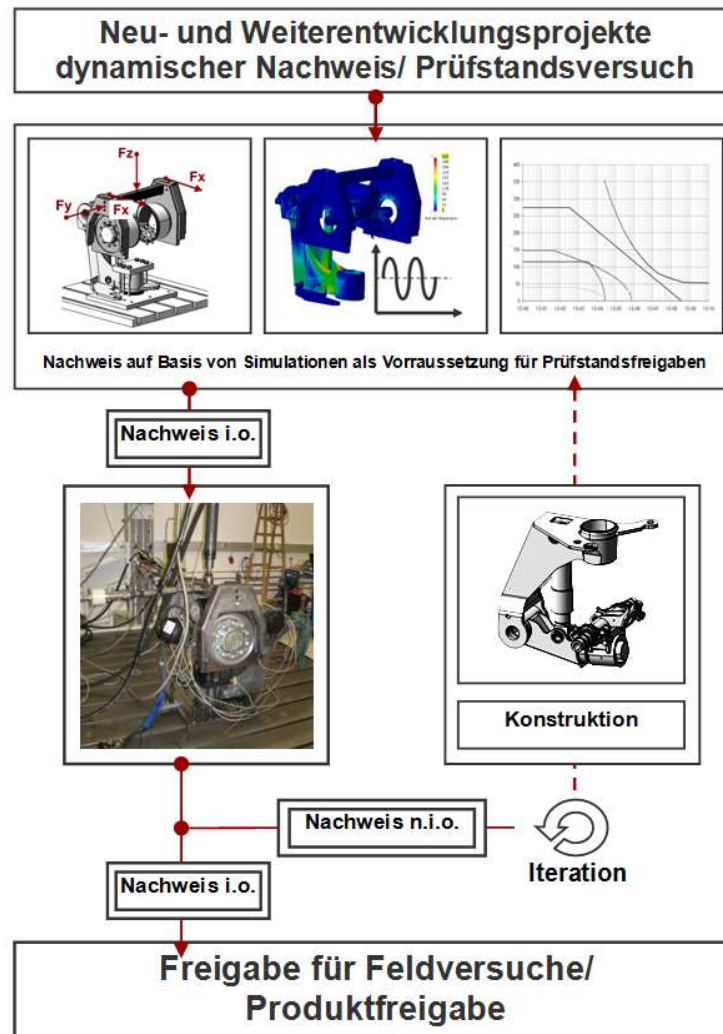 Neu- und Weiterentwicklungsprojekte
dynamischer Nachweis/ Prüfstandsversuch
Fz
Fx
Fy
Fx
Nachweis auf Basis von Simulationen als Vorraussetzung für Prüfstandsfreigaben
Nachweis i.o.
Konstruktion
Nachweis n.i.o.
Iteration
Nachweis i.o.
Freigabe für Feldversuche/
Produktfreigabe